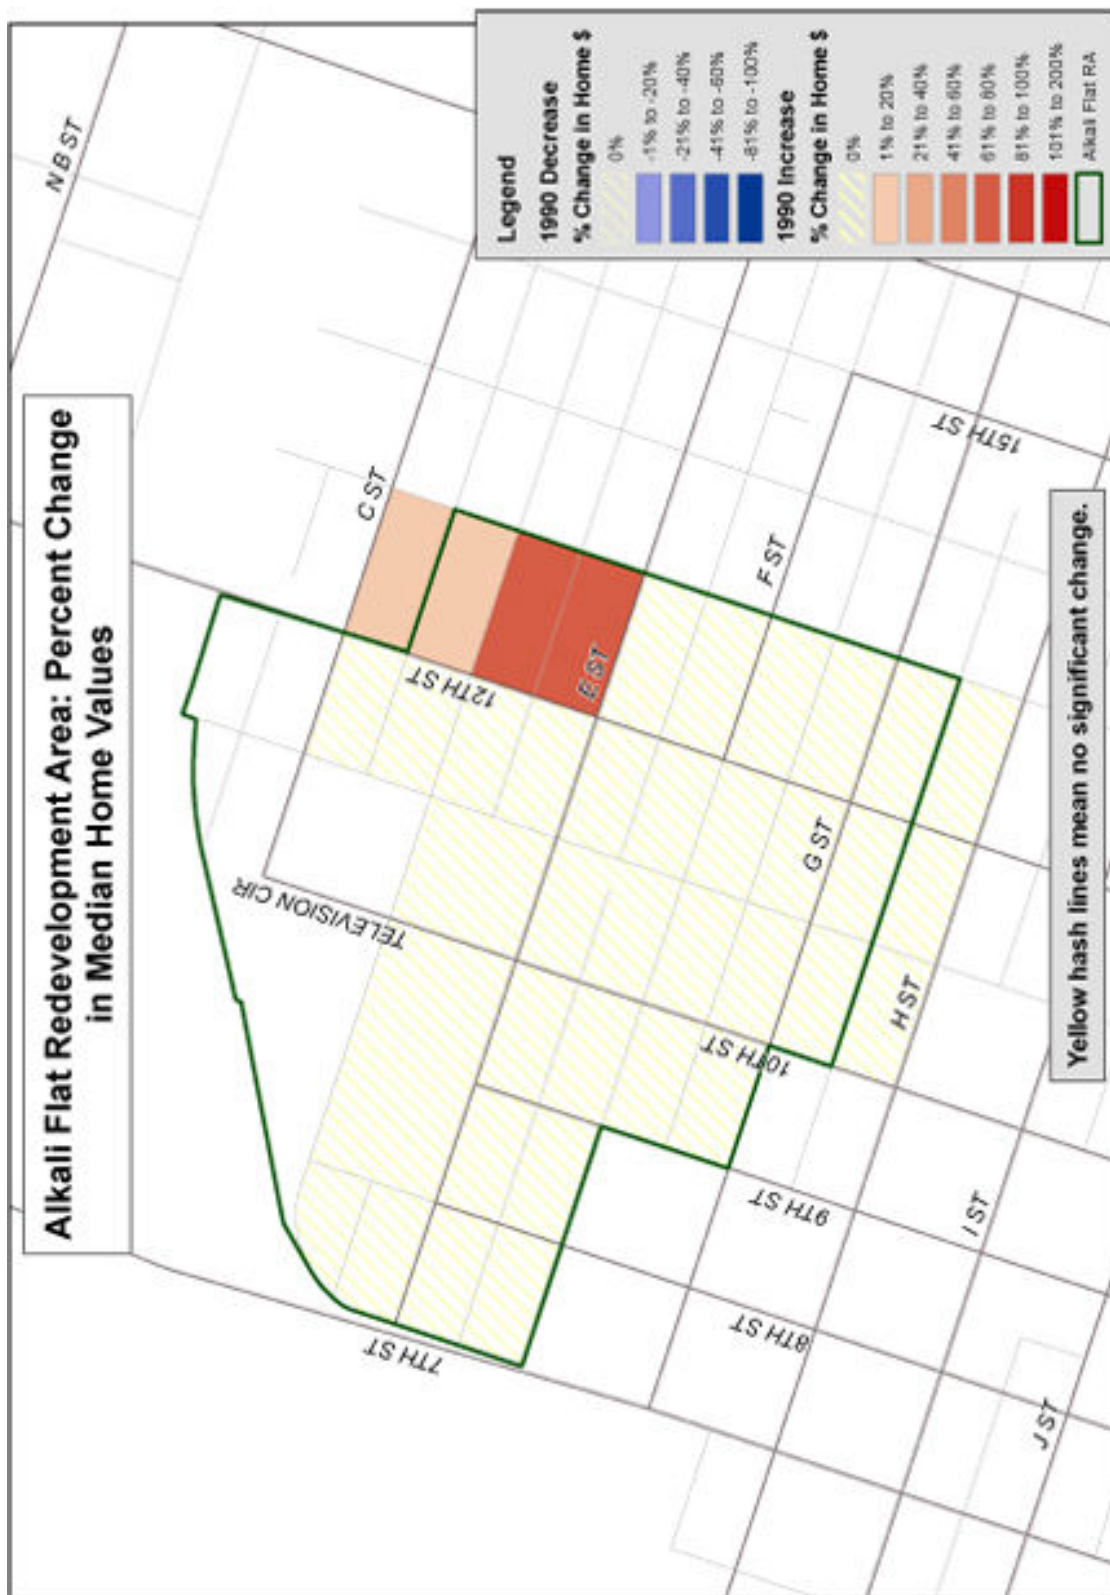 Alkali Flat Redevelopment Area: Percent Change
in Median Home Values
N B ST
C ST
12TH ST
E ST
TELEVISION CIR
F ST
15TH ST
G ST
10TH ST
H ST
7TH ST
9TH ST
8TH ST
I ST
J ST
Legend
1990 Decrease
% Change in Home $
0%
-1% to -20%
-21% to -40%
-41% to -60%
-81% to -100%
1990 Increase
% Change in Home $
0%
1% to 20%
21% to 40%
41% to 60%
61% to 80%
81% to 100%
101% to 200%
Alkali Flat RA
Yellow hash lines mean no significant change.